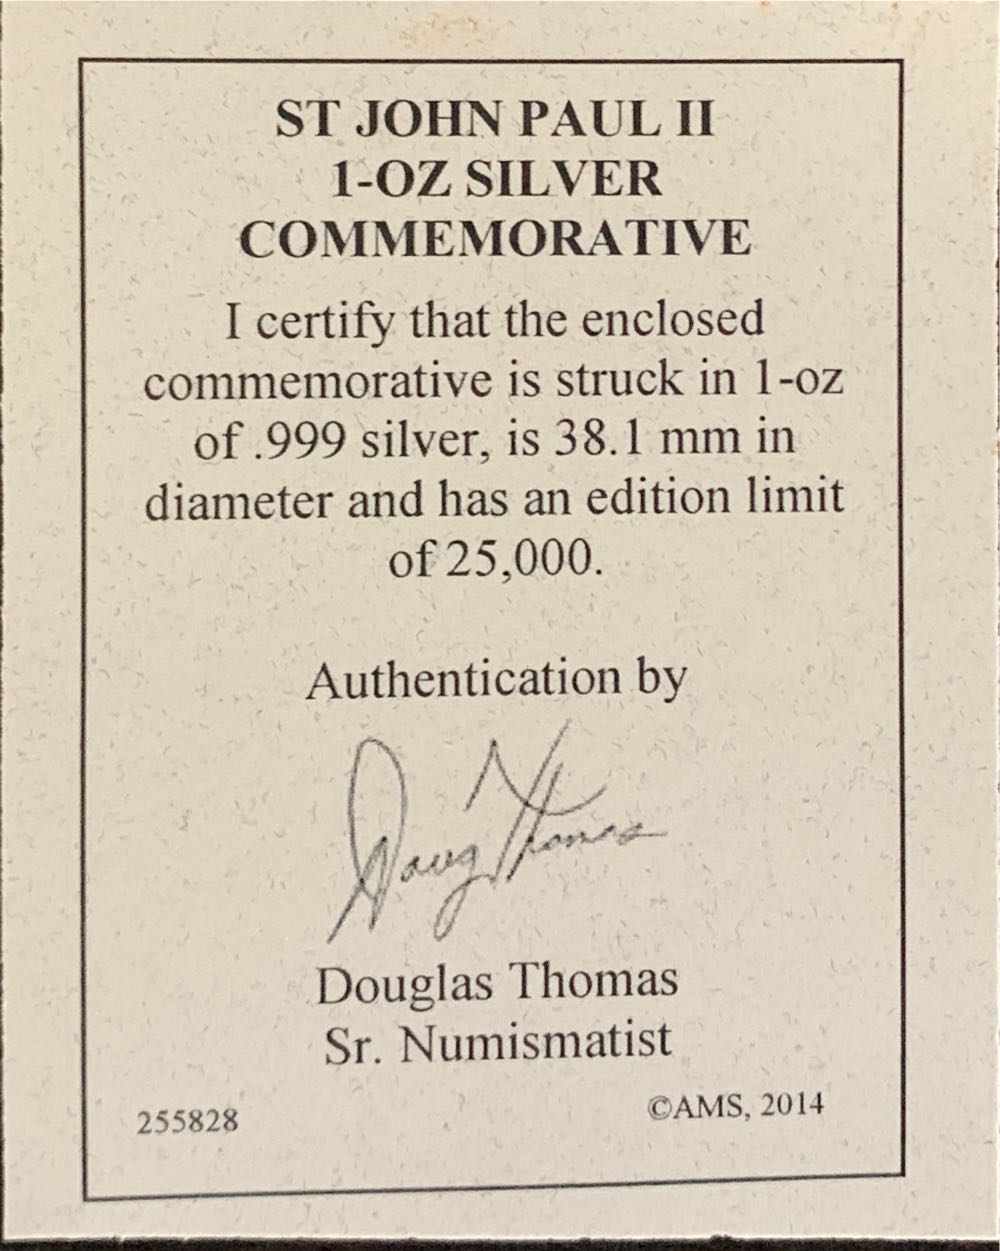 ST JOHN PAUL II
1-OZ SILVER
COMMEMORATIVE
I certify that the enclosed
commemorative is struck in 1-oz
of .999 silver, is 38.1 mm in
diameter and has an edition limit
of 25,000.
Authentication by
Doug Thomas
Douglas Thomas
Sr. Numismatist
255828
©AMS, 2014